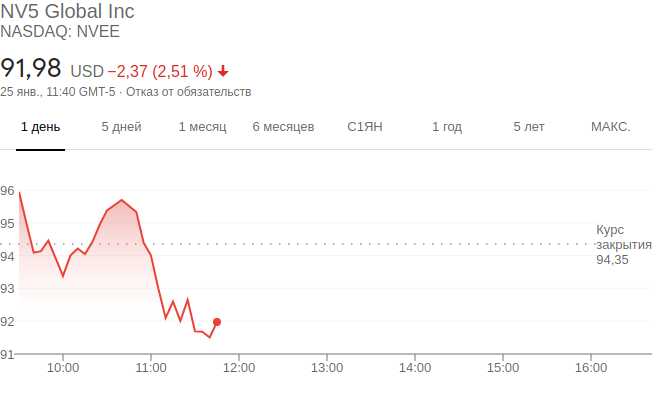 NV5 Global Inc
NASDAQ: NVEE
91,98 USD −2,37 (2,51 %)
25 янв., 11:40 GMT-5 · Отказ от обязательств
1 день 5 дней 1 месяц 6 месяцев С1ЯН 1 год 5 лет МАКС.
96
95
Курс
закрытия
94,35
94
93
92
91
10:00 11:00 12:00 13:00 14:00 15:00 16:00